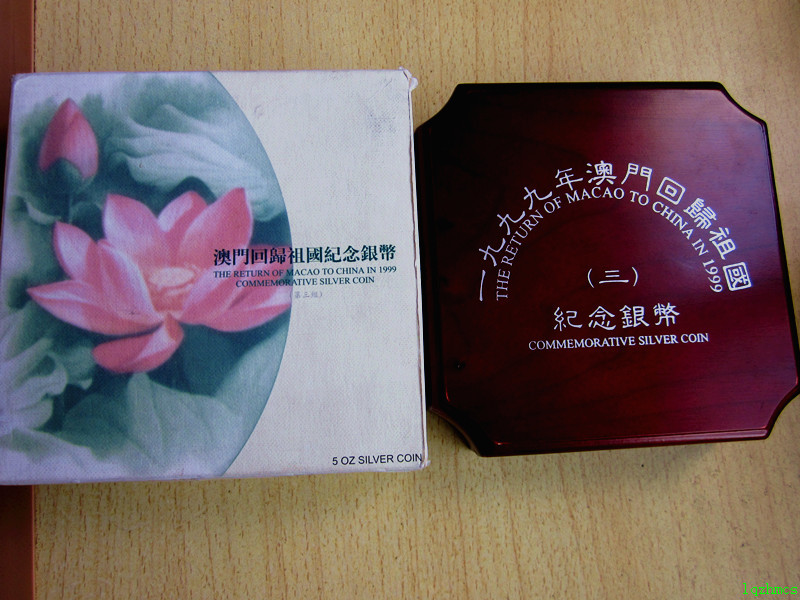 澳門回歸祖國紀念銀幣
THE RETURN OF MACAO TO CHINA IN 1999
COMMEMORATIVE SILVER COIN
(第三組)
5 OZ SILVER COIN
一九九九年澳門回歸祖國
THE RETURN OF MACAO TO CHINA IN 1999
(三)
紀念銀幣
COMMEMORATIVE SILVER COIN